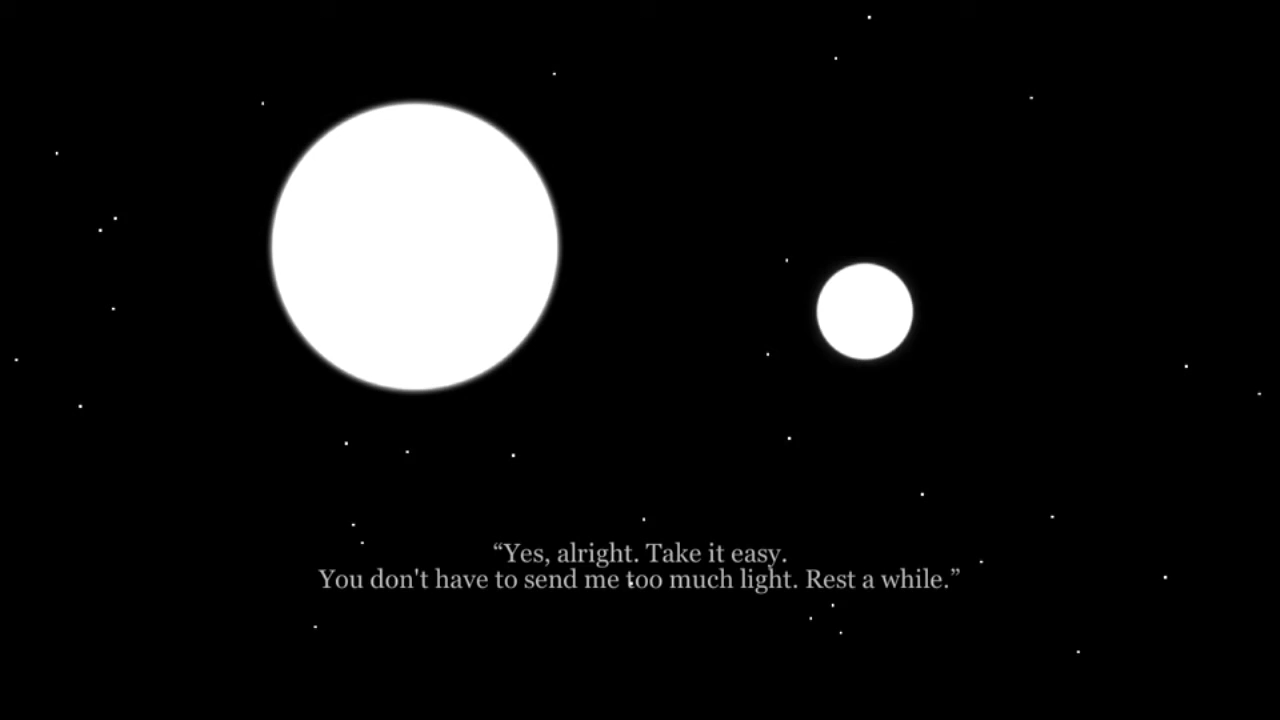 “Yes, alright. Take it easy.
You don't have to send me too much light. Rest a while.”